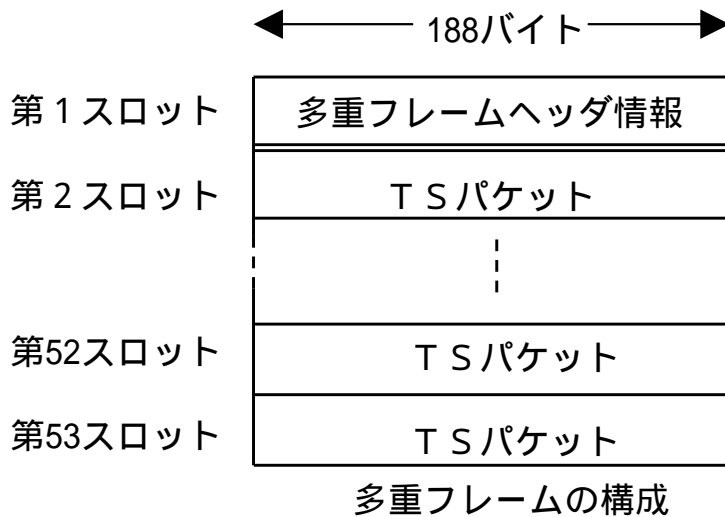 188バイト
第１スロット 多重フレームヘッダ情報
第２スロット ＴＳパケット
第52スロット ＴＳパケット
第53スロット ＴＳパケット
多重フレームの構成